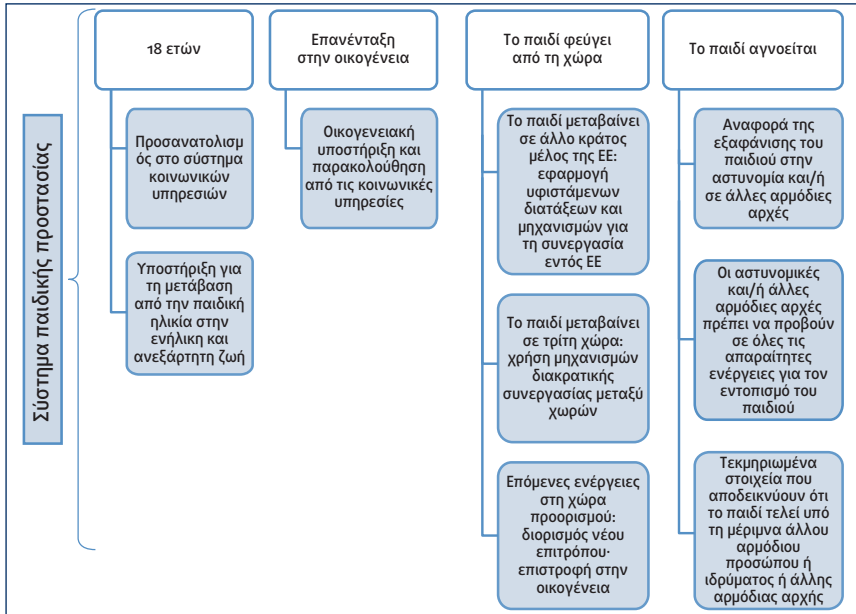 Σύστημα παιδικής προστασίας
18 ετών
Προσανατολισμ
ός στο σύστημα
κοινωνικών
υπηρεσιών
Υποστήριξη για
τη μετάβαση
από την παιδική
ηλικία στην
ενήλικη και
ανεξάρτητη ζωή
Επανένταξη
στην οικογένεια
Οικογενειακή
υποστήριξη και
παρακολούθηση
από τις κοινωνικές
υπηρεσίες
Το παιδί φεύγει
από τη χώρα
Το παιδί μεταβαίνει
σε άλλο κράτος
μέλος της ΕΕ:
εφαρμογή
υφιστάμενων
διατάξεων και
μηχανισμών για
τη συνεργασία
εντός ΕΕ
Το παιδί μεταβαίνει
σε τρίτη χώρα:
χρήση μηχανισμών
διακρατικής
συνεργασίας μεταξύ
χωρών
Επόμενες ενέργειες
στη χώρα
προορισμού:
διορισμός νέου
επιτρόπου·
επιστροφή στην
οικογένεια
Το παιδί αγνοείται
Αναφορά της
εξαφάνισης του
παιδιού στην
αστυνομία και/ή
σε άλλες αρμόδιες
αρχές
Οι αστυνομικές
και/ή άλλες
αρμόδιες αρχές
πρέπει να προβούν
σε όλες τις
απαραίτητες
ενέργειες για τον
εντοπισμό του
παιδιού
Τεκμηριωμένα
στοιχεία που
αποδεικνύουν ότι
το παιδί τελεί υπό
τη μέριμνα άλλου
αρμόδιου
προσώπου ή
ιδρύματος ή άλλης
αρμόδιας αρχής